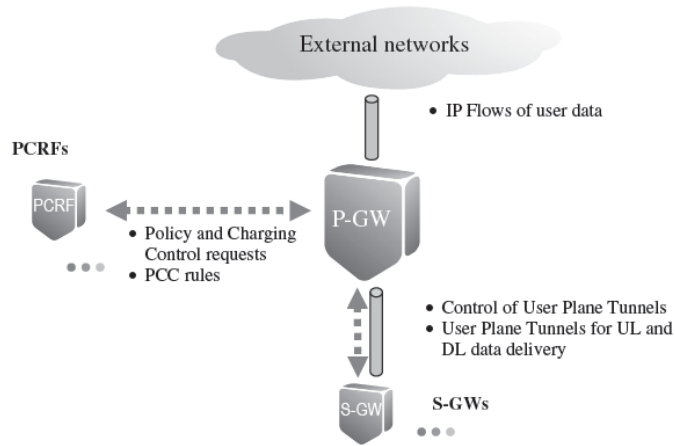 External networks
• IP Flows of user data
PCRFs
PCRF
P-GW
• Policy and Charging
Control requests
• PCC rules
• Control of User Plane Tunnels
• User Plane Tunnels for UL and
DL data delivery
S-GW
S-GWs